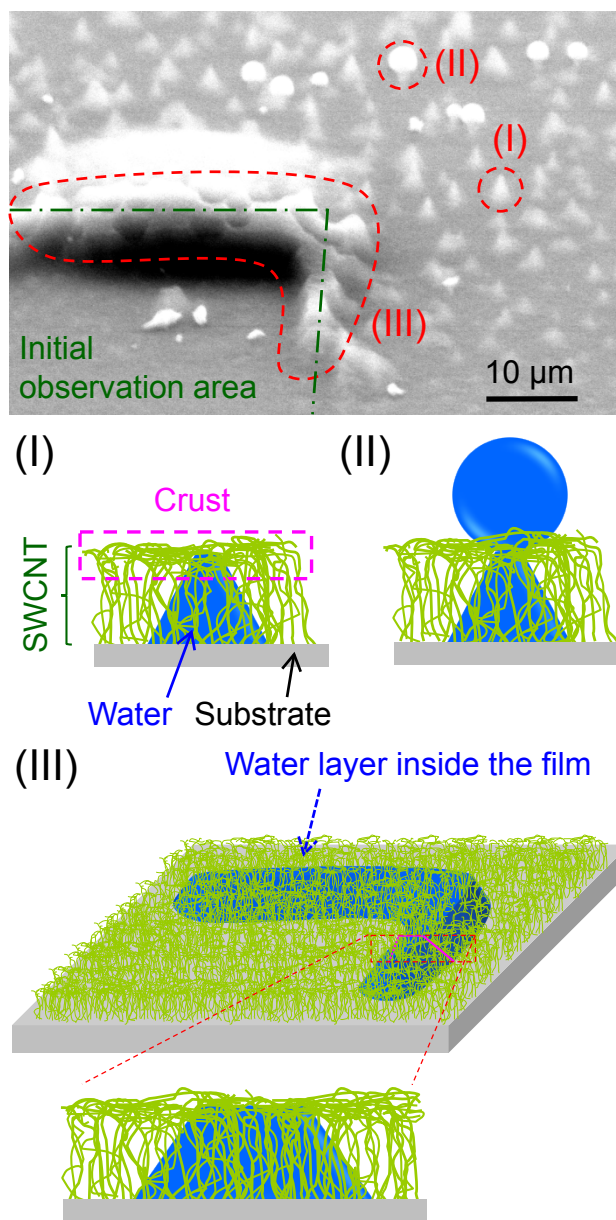 (II)
(I)
(III)
Initial
observation area
10 µm
(I)
(II)
Crust
SWCNT
Water
Substrate
(III)
Water layer inside the film